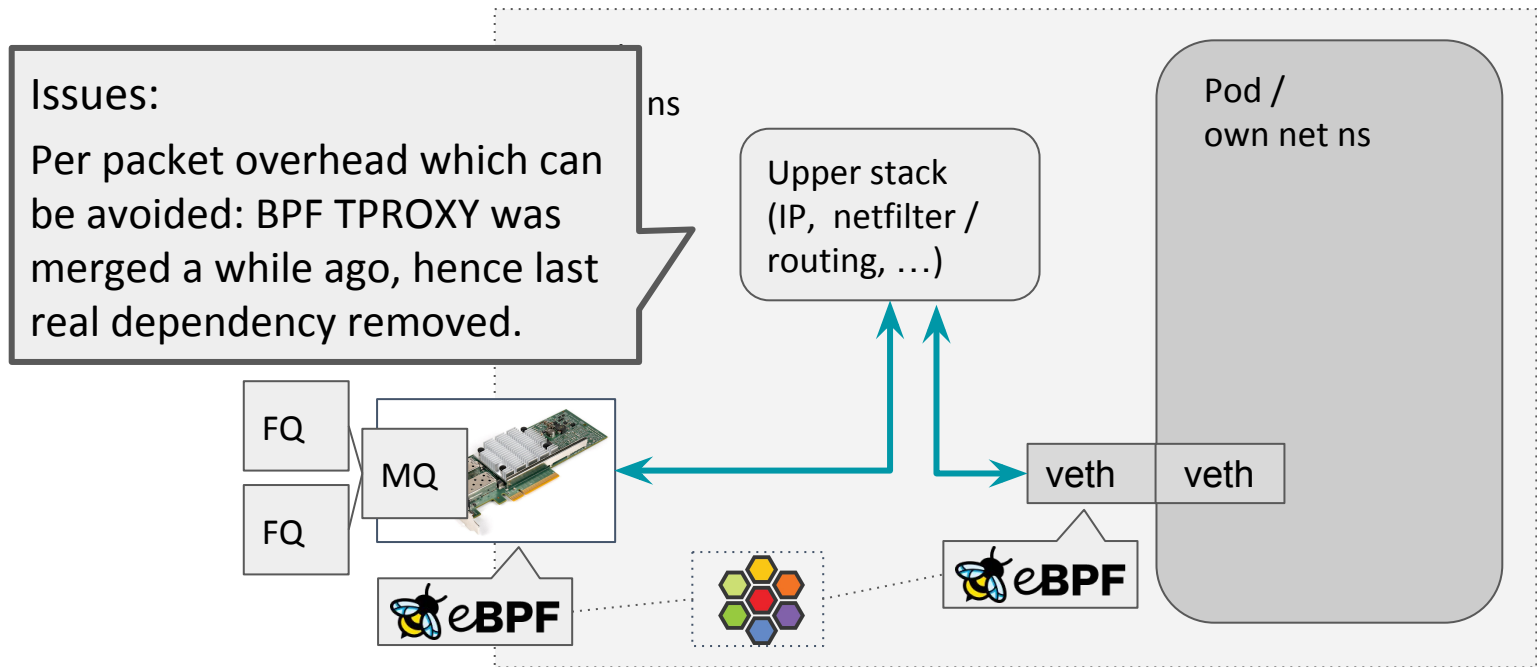 Issues:
Per packet overhead which can
be avoided: BPF TPROXY was
merged a while ago, hence last
real dependency removed.
ns
Upper stack
(IP, netfilter /
routing, …)
Pod /
own net ns
FQ
MQ
FQ
veth
veth
eBPF
eBPF